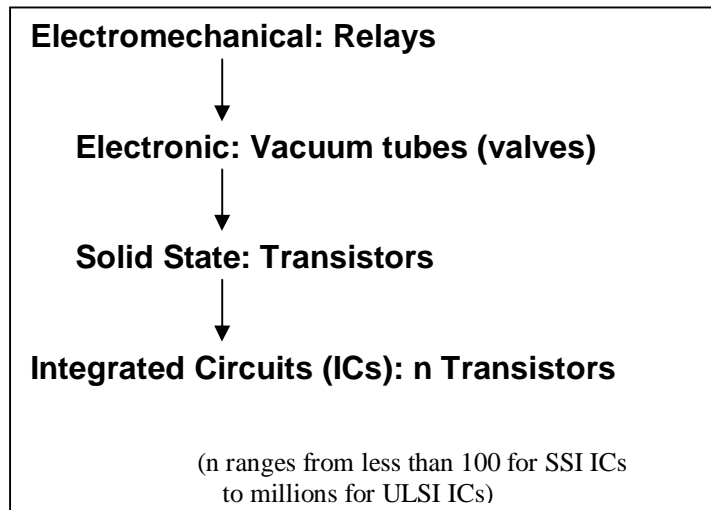 Electromechanical: Relays
Electronic: Vacuum tubes (valves)
Solid State: Transistors
Integrated Circuits (ICs): n Transistors
(n ranges from less than 100 for SSI ICs
to millions for ULSI ICs)